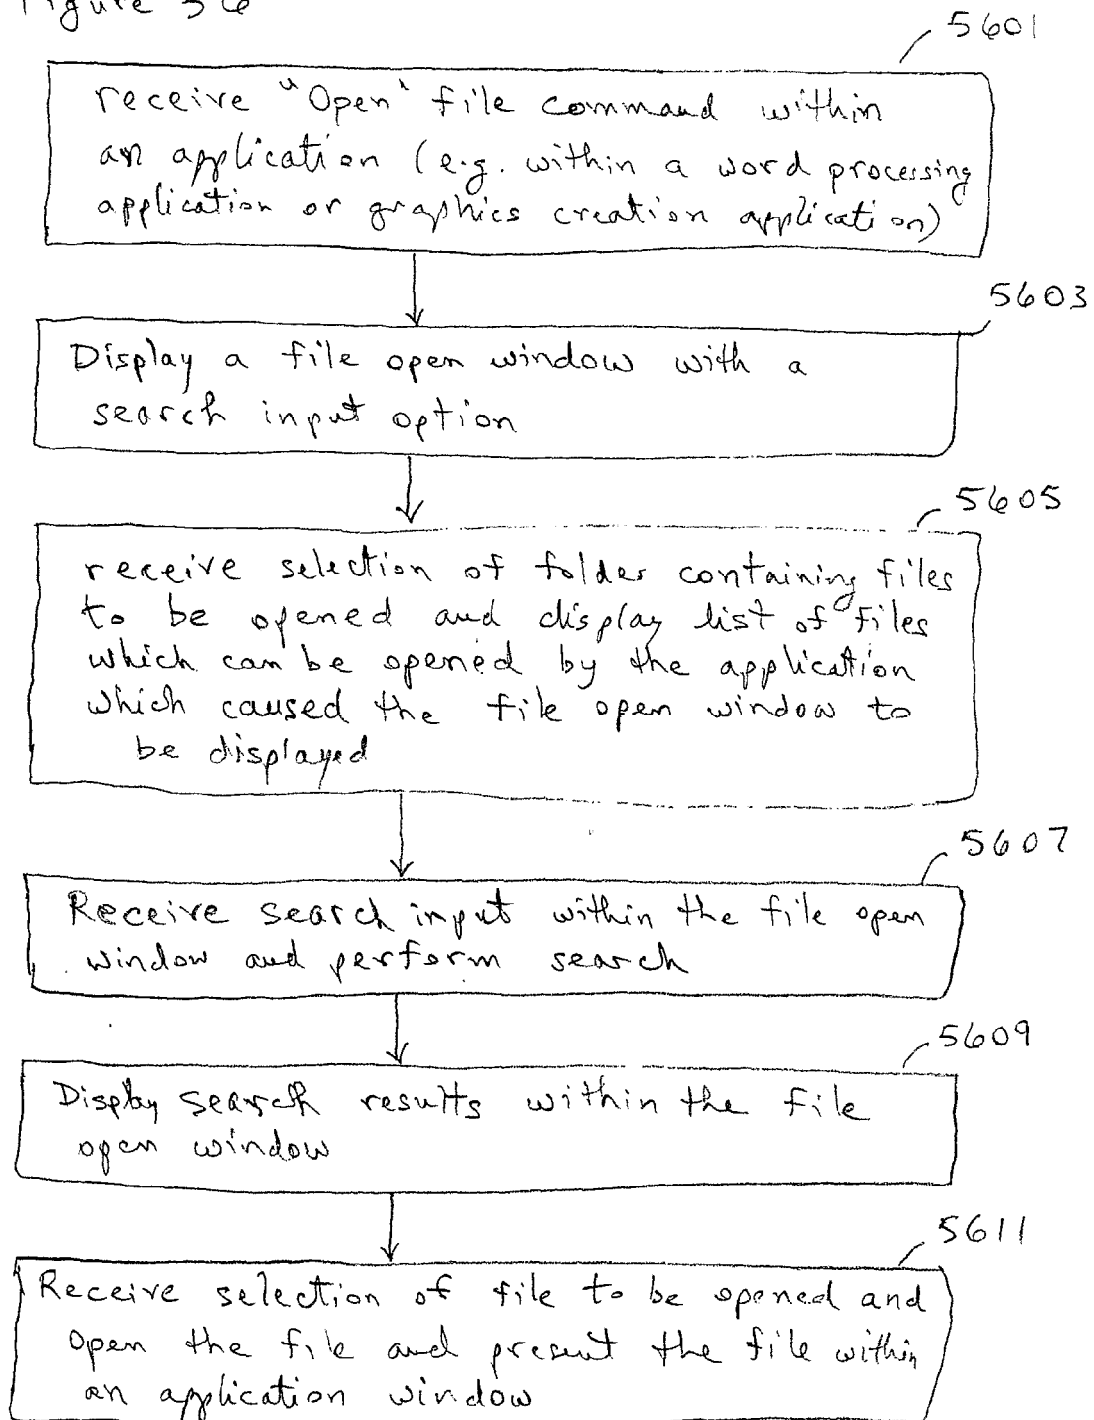 Figure 56
5601
receive "Open" file command within
an application (e.g. within a word processing
application or graphics creation application)
5603
Display a file open window with a
search input option
5605
receive selection of folder containing files
to be opened and display list of files
which can be opened by the application
which caused the file open window to
be displayed
5607
Receive search input within the file open
window and perform search
5609
Display search results within the file
open window
5611
Receive selection of file to be opened and
open the file and present the file within
an application window